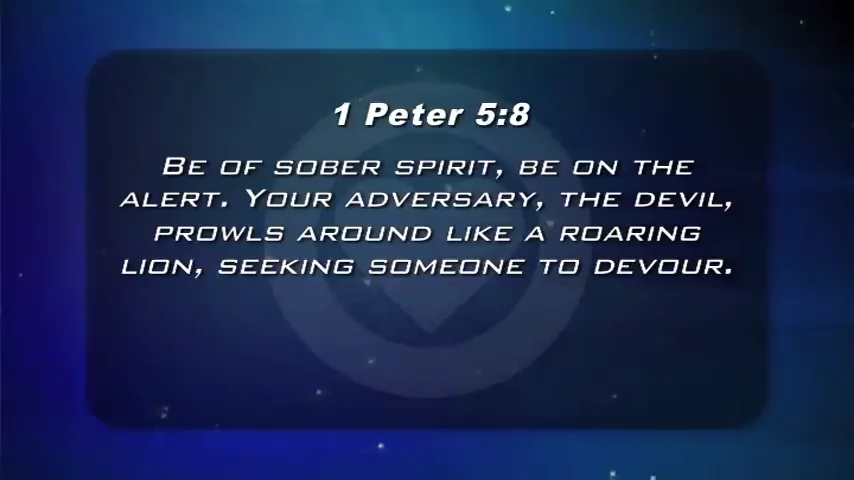 1 Peter 5:8
Be of sober spirit, be on the
alert. Your adversary, the devil,
prowls around like a roaring
lion, seeking someone to devour.